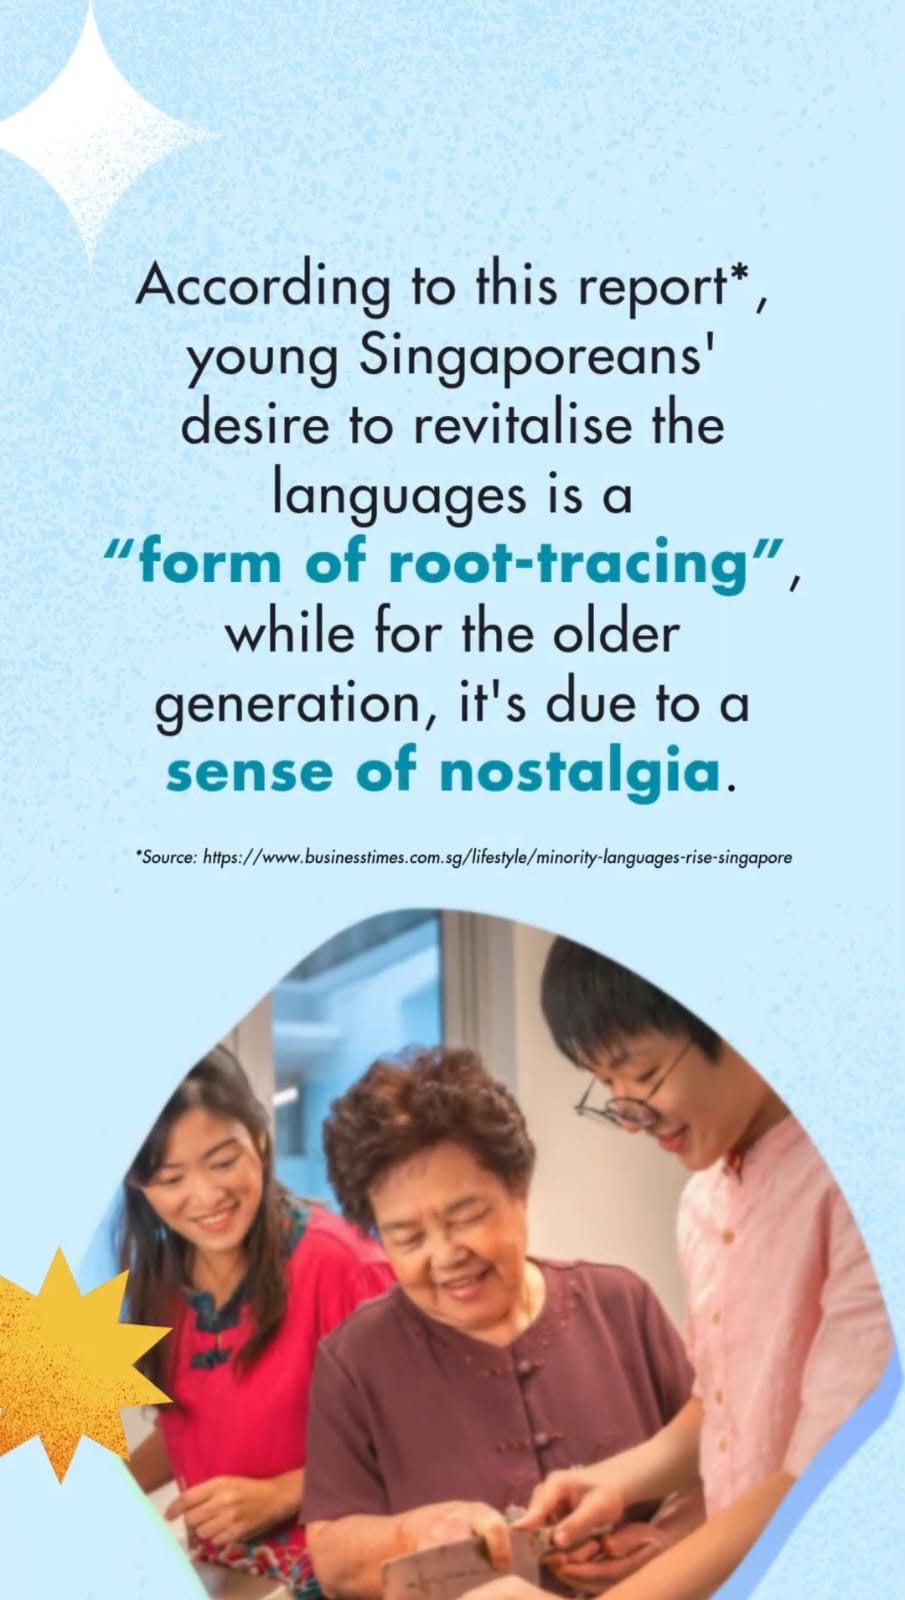 According to this report*,
young Singaporeans'
desire to revitalise the
languages is a
“form of root-tracing”,
while for the older
generation, it's due to a
sense of nostalgia.
*Source: https://www.businesstimes.com.sg/lifestyle/minority-languages-rise-singapore